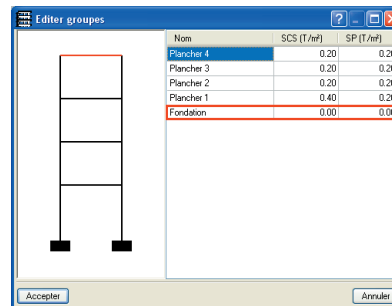 Editer groupes
Nom SCS (T/m²) SP (T/m²)
Plancher 4 0.20 0.20
Plancher 3 0.20 0.20
Plancher 2 0.20 0.20
Plancher 1 0.40 0.20
Fondation 0.00 0.00
Accepter Annuler